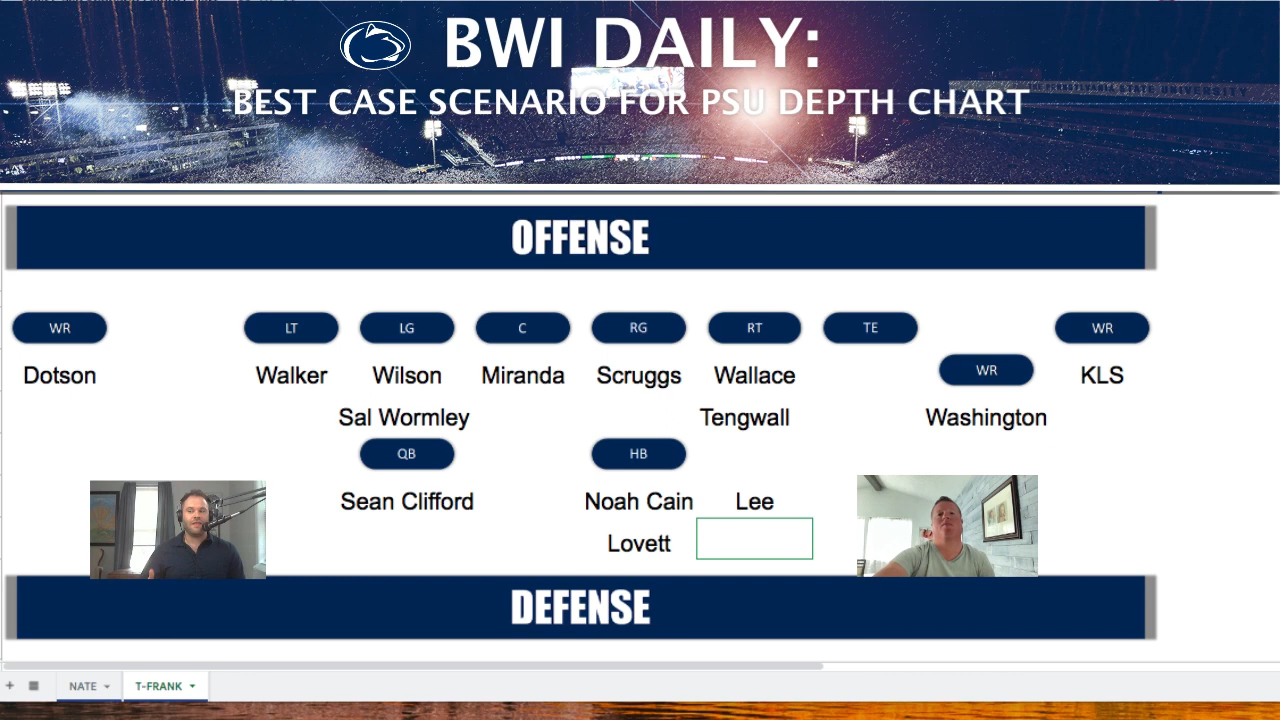 BWI DAILY:
BEST CASE SCENARIO FOR PSU DEPTH CHART
OFFENSE
WR LT LG C RG RT TE WR
WR
Dotson Walker Wilson Miranda Scruggs Wallace KLS
Sal Wormley Tengwall Washington
QB HB
Sean Clifford Noah Cain Lee
Lovett
DEFENSE
+ NATE T-FRANK